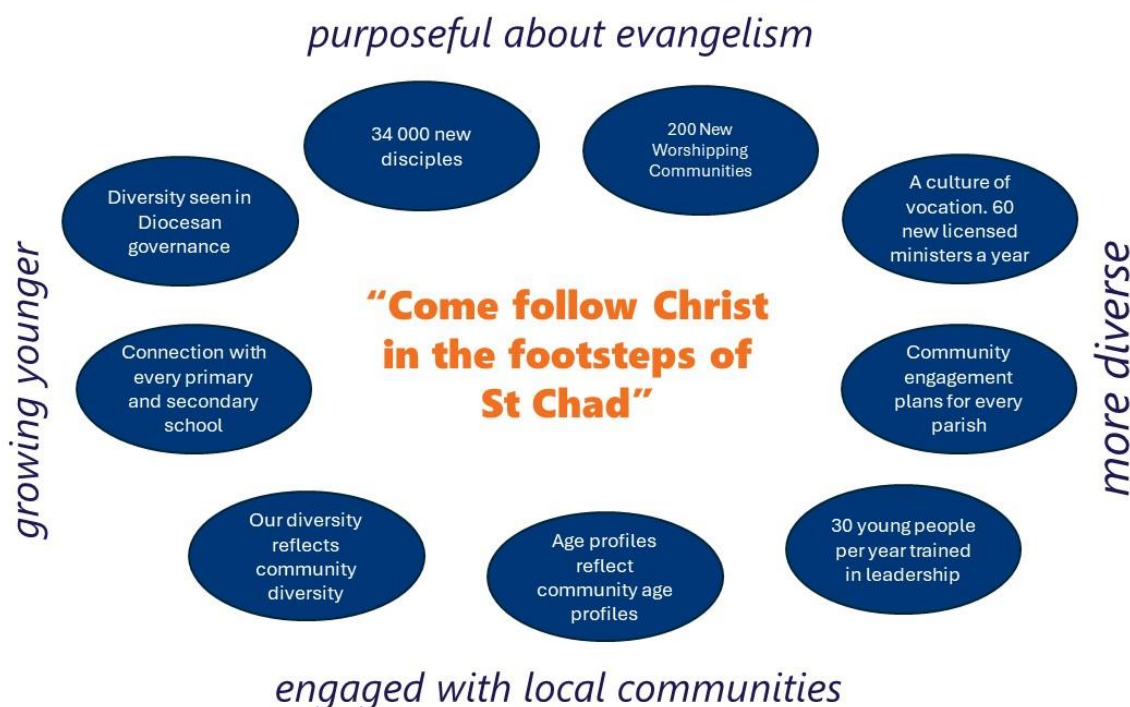 purposeful about evangelism
34 000 new
disciples
200 New
Worshipping
Communities
Diversity seen in
Diocesan
governance
A culture of
vocation. 60
new licensed
ministers a year
growing younger
“Come follow Christ
in the footsteps of
St Chad”
more diverse
Connection with
every primary
and secondary
school
Community
engagement
plans for every
parish
Our diversity
reflects
community
diversity
Age profiles
reflect
community age
profiles
30 young people
per year trained
in leadership
engaged with local communities